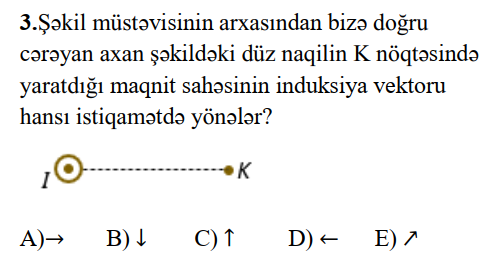 3.Şəkil müstəvisinin arxasından bizə doğru
cərəyan axan şəkildəki düz naqilin K nöqtəsində
yaratdığı maqnit sahəsinin induksiya vektoru
hansı istiqamətdə yönələr?
I K
A)→ B)↓ C)↑ D)← E)↗